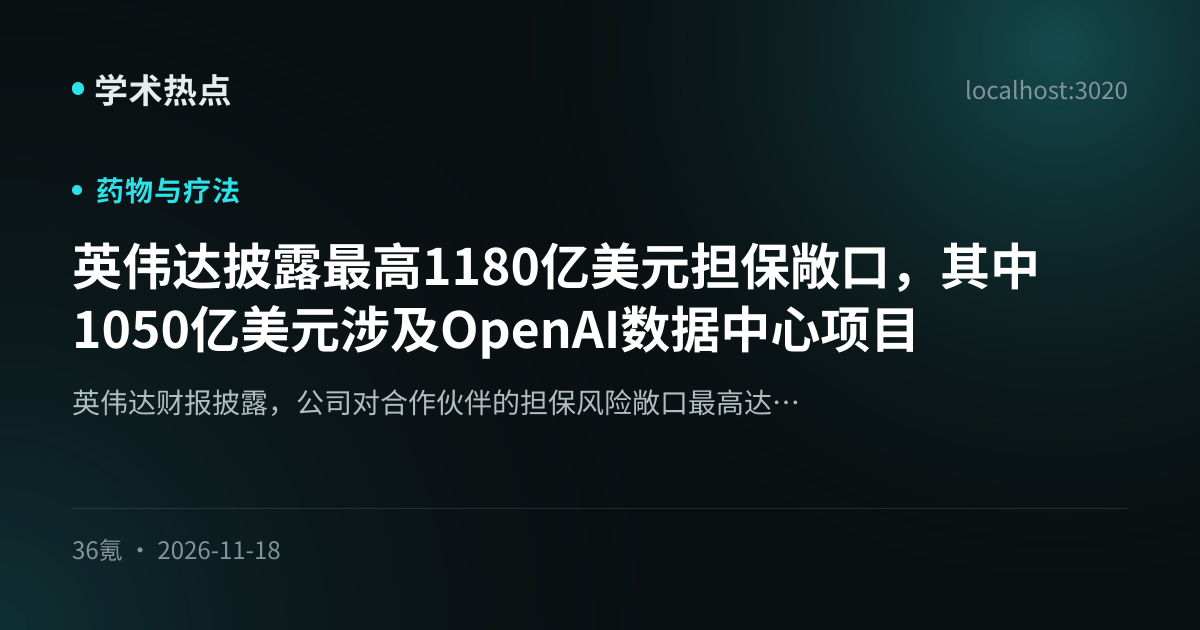 学术热点
localhost:3020
药物与疗法
英伟达披露最高1180亿美元担保敞口，其中
1050亿美元涉及OpenAI数据中心项目
英伟达财报披露，公司对合作伙伴的担保风险敞口最高达…
36氪 · 2026-11-18